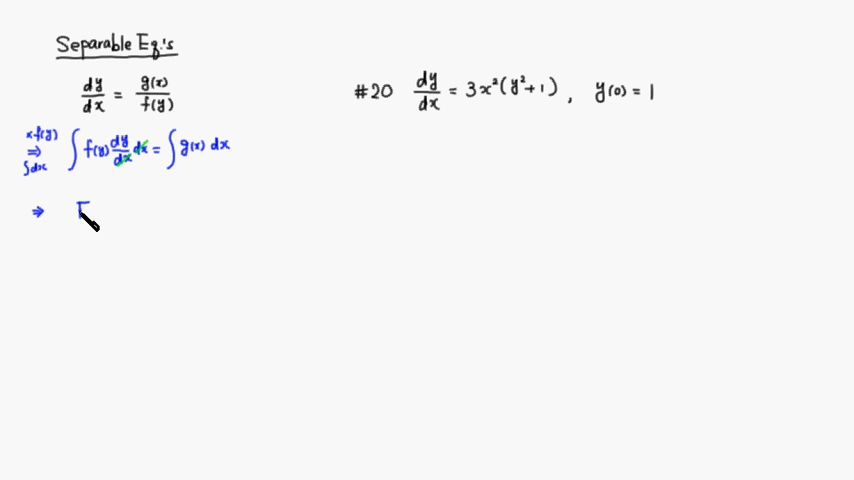 Separable Eq.'s
dy/dx = g(x)/f(y)
×f(y) ⇒ ∫dx ∫ f(y) dy/dx dx = ∫ g(x) dx
⇒ F
#20 dy/dx = 3x²(y²+1), y(0) = 1